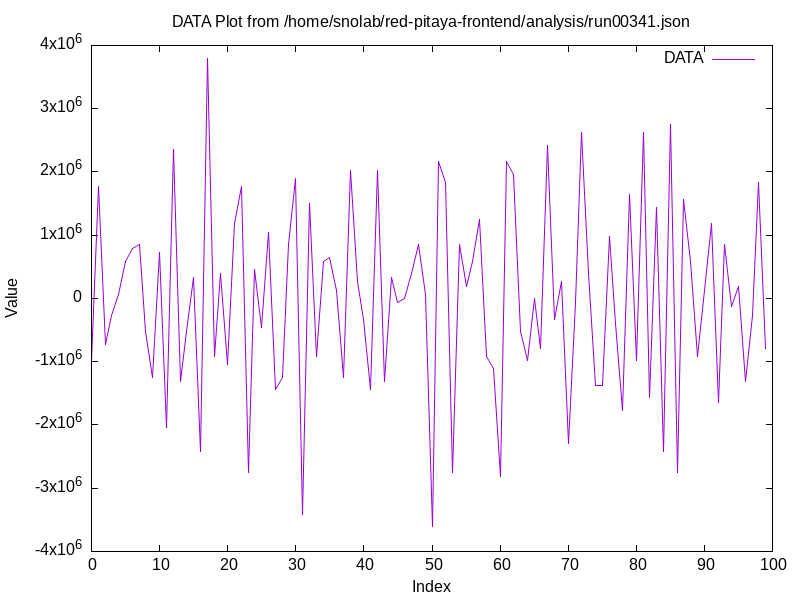 DATA Plot from /home/snolab/red-pitaya-frontend/analysis/run00341.json
DATA
4x10^6
3x10^6
2x10^6
1x10^6
0
-1x10^6
-2x10^6
-3x10^6
-4x10^6
Value
0 10 20 30 40 50 60 70 80 90 100
Index